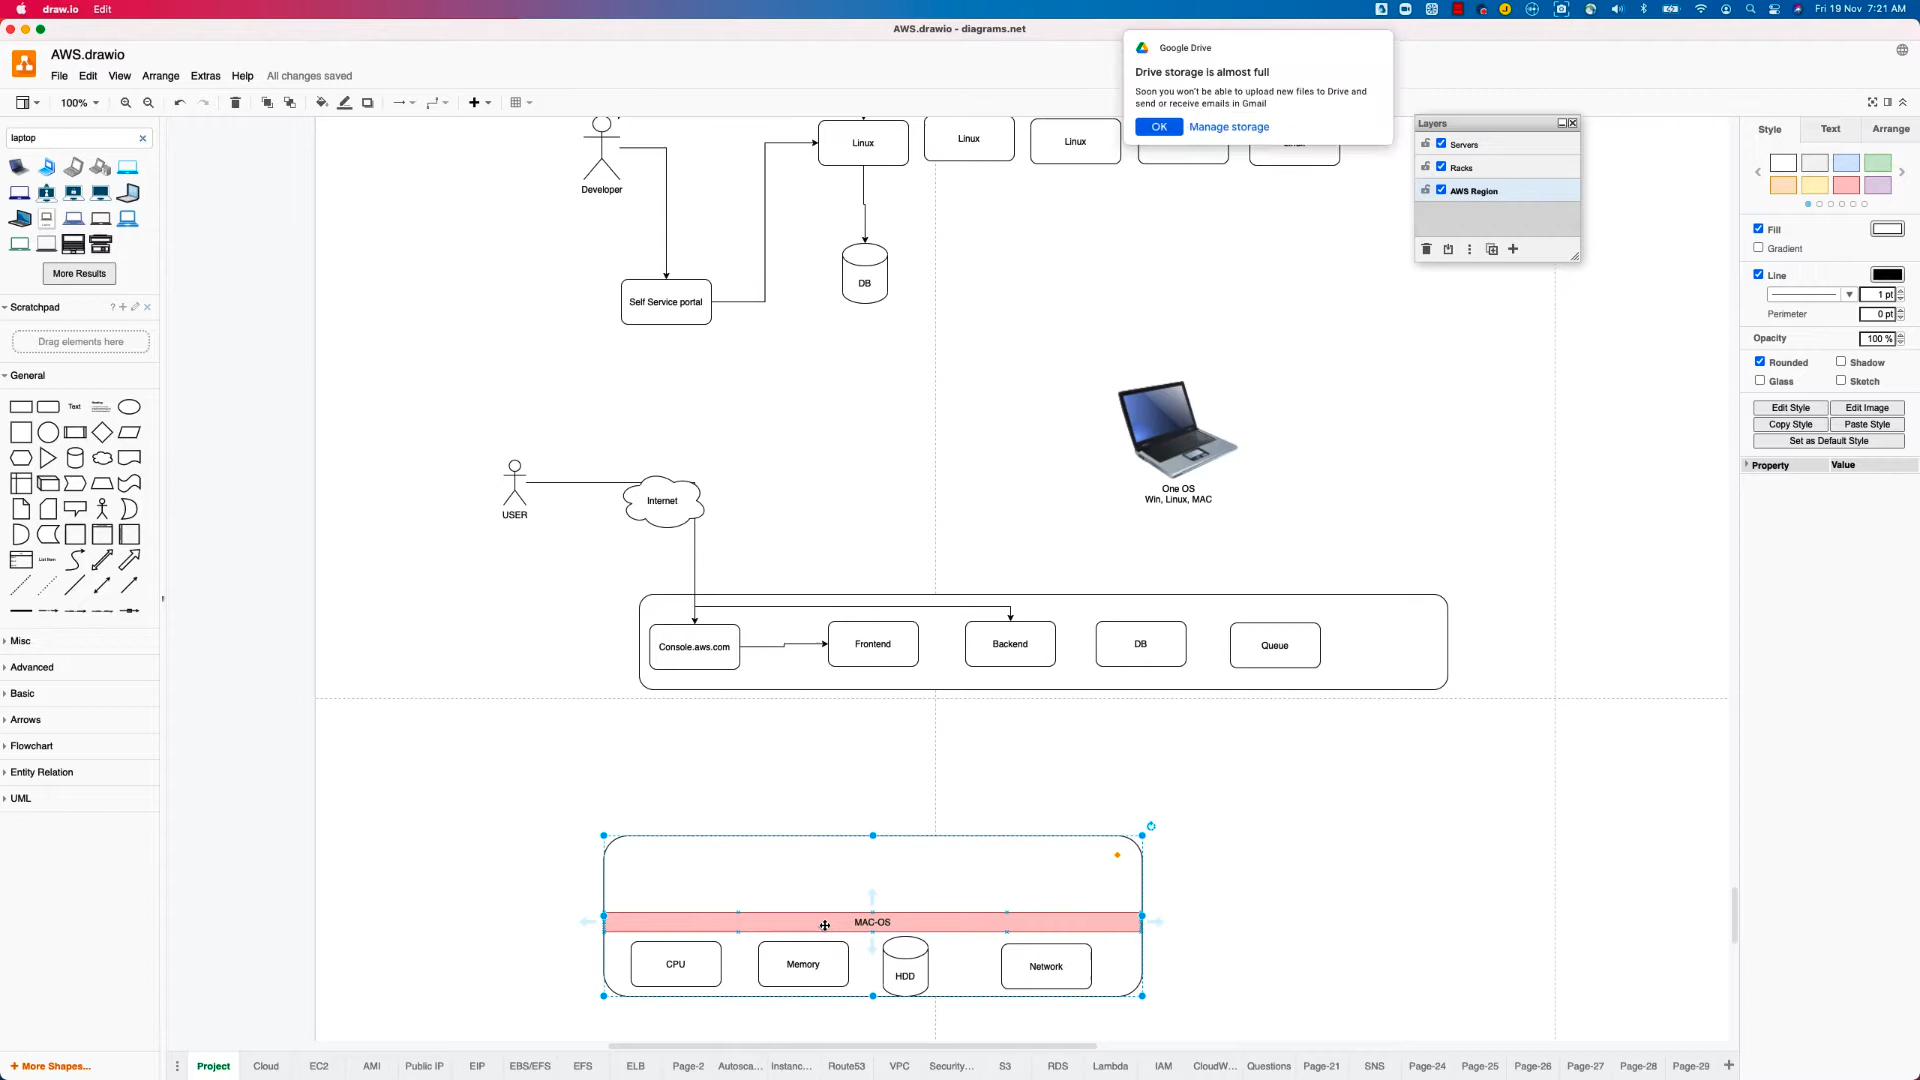 draw.io Edit
Fri 19 Nov 7:21 AM
AWS.drawio - diagrams.net
AWS.drawio
File Edit View Arrange Extras Help All changes saved
100%
Google Drive
Drive storage is almost full
Soon you won't be able to upload new files to Drive and
send or receive emails in Gmail
OK Manage storage
laptop
More Results
Scratchpad
Drag elements here
General
Text
Misc
Advanced
Basic
Arrows
Flowchart
Entity Relation
UML
+ More Shapes...
Developer
Linux
Linux
Linux
Self Service portal
DB
USER
Internet
One OS
Win, Linux, MAC
Console.aws.com
Frontend
Backend
DB
Queue
MAC-OS
CPU
Memory
HDD
Network
Layers
Servers
Racks
AWS Region
Style Text Arrange
Fill
Gradient
Line
1 pt
Perimeter 0 pt
Opacity 100 %
Rounded Shadow
Glass Sketch
Edit Style Edit Image
Copy Style Paste Style
Set as Default Style
Property Value
Project Cloud EC2 AMI Public IP EIP EBS/EFS EFS ELB Page-2 Autosca... Instanc... Route53 VPC Security... S3 RDS Lambda IAM CloudW... Questions Page-21 SNS Page-24 Page-25 Page-26 Page-27 Page-28 Page-29